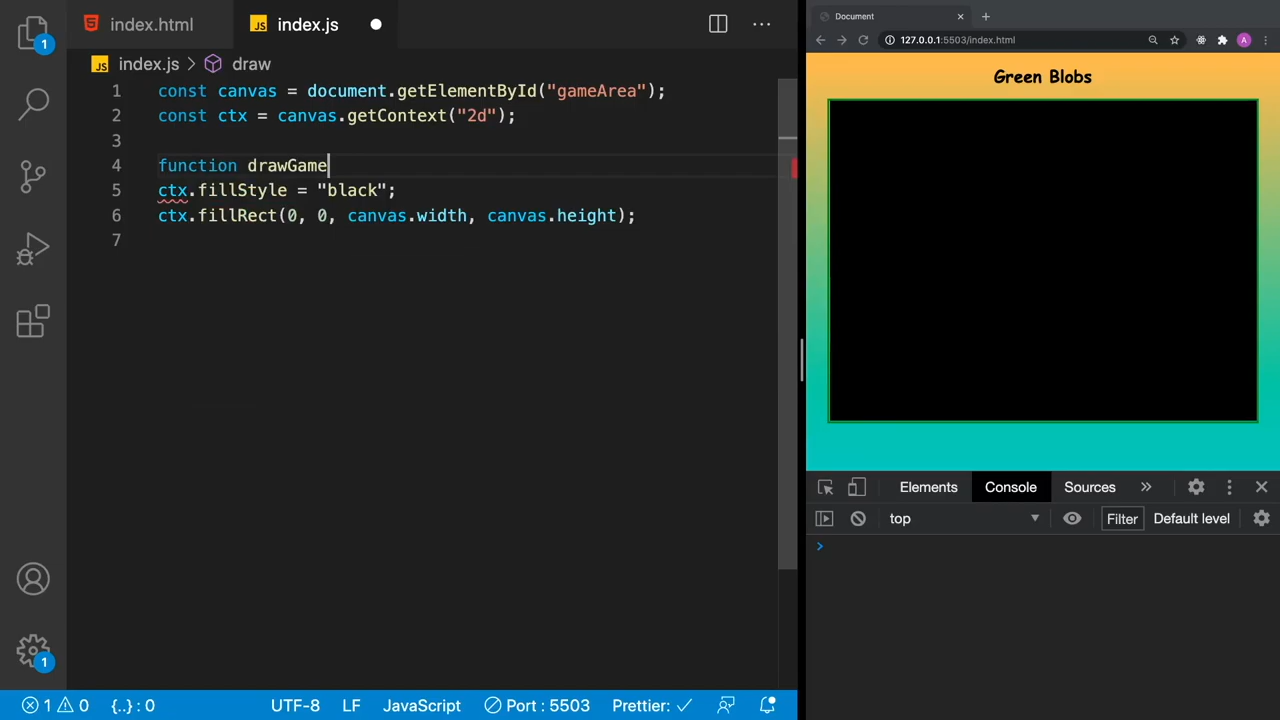 index.html
index.js
index.js > draw
1 const canvas = document.getElementById("gameArea");
2 const ctx = canvas.getContext("2d");
3
4 function drawGame
5 ctx.fillStyle = "black";
6 ctx.fillRect(0, 0, canvas.width, canvas.height);
7
1
1
1 0 {..} : 0 UTF-8 LF JavaScript Port : 5503 Prettier:
Document
127.0.0.1:5503/index.html A
Green Blobs
Elements Console Sources »
top Filter Default level
>